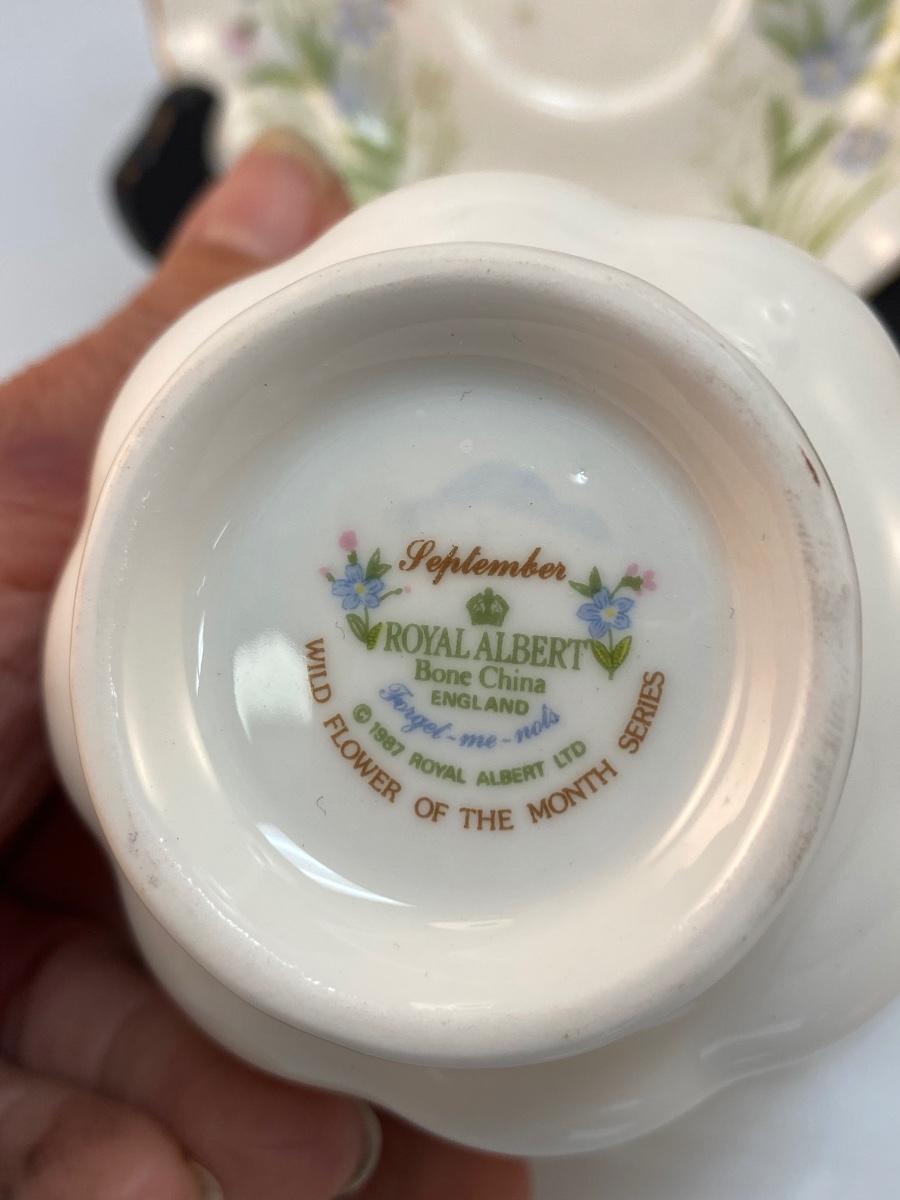 September
ROYAL ALBERT
Bone China
ENGLAND
Forget-me-nots
© 1987 ROYAL ALBERT LTD
WILD FLOWER OF THE MONTH SERIES